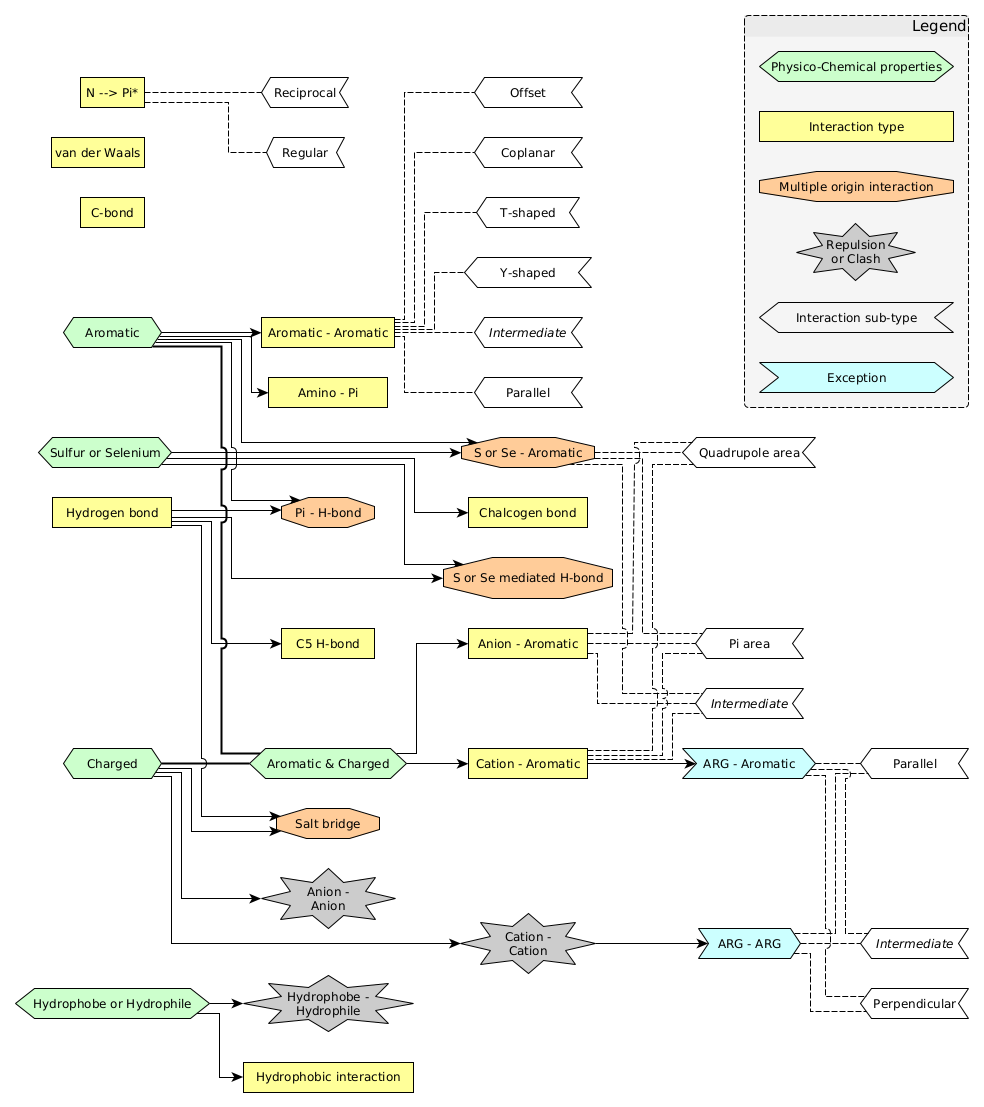 Legend
Physico-Chemical properties
Interaction type
Multiple origin interaction
Repulsion
or Clash
Interaction sub-type
Exception
N --> Pi*
Reciprocal
Offset
van der Waals
Regular
Coplanar
C-bond
T-shaped
Y-shaped
Aromatic
Aromatic - Aromatic
Intermediate
Amino - Pi
Parallel
Sulfur or Selenium
S or Se - Aromatic
Quadrupole area
Hydrogen bond
Pi - H-bond
Chalcogen bond
S or Se mediated H-bond
C5 H-bond
Anion - Aromatic
Pi area
Intermediate
Charged
Aromatic & Charged
Cation - Aromatic
ARG - Aromatic
Parallel
Salt bridge
Anion -
Anion
Cation -
Cation
ARG - ARG
Intermediate
Hydrophobe or Hydrophile
Hydrophobe -
Hydrophile
Perpendicular
Hydrophobic interaction